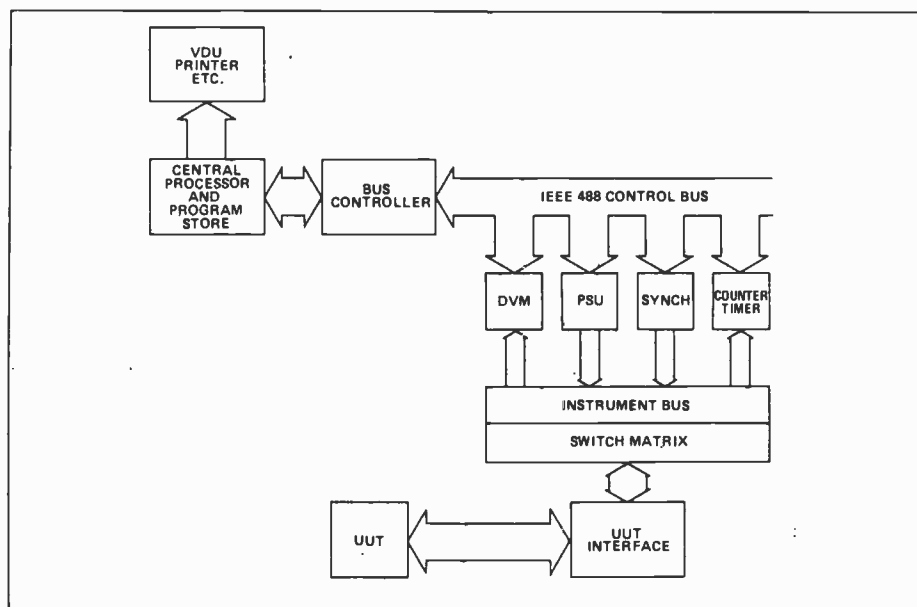 VDU
PRINTER
ETC.
CENTRAL
PROCESSOR
AND
PROGRAM
STORE
BUS
CONTROLLER
IEEE 488 CONTROL BUS
DVM
PSU
SYNCH
COUNTER
TIMER
INSTRUMENT BUS
SWITCH MATRIX
UUT
UUT
INTERFACE